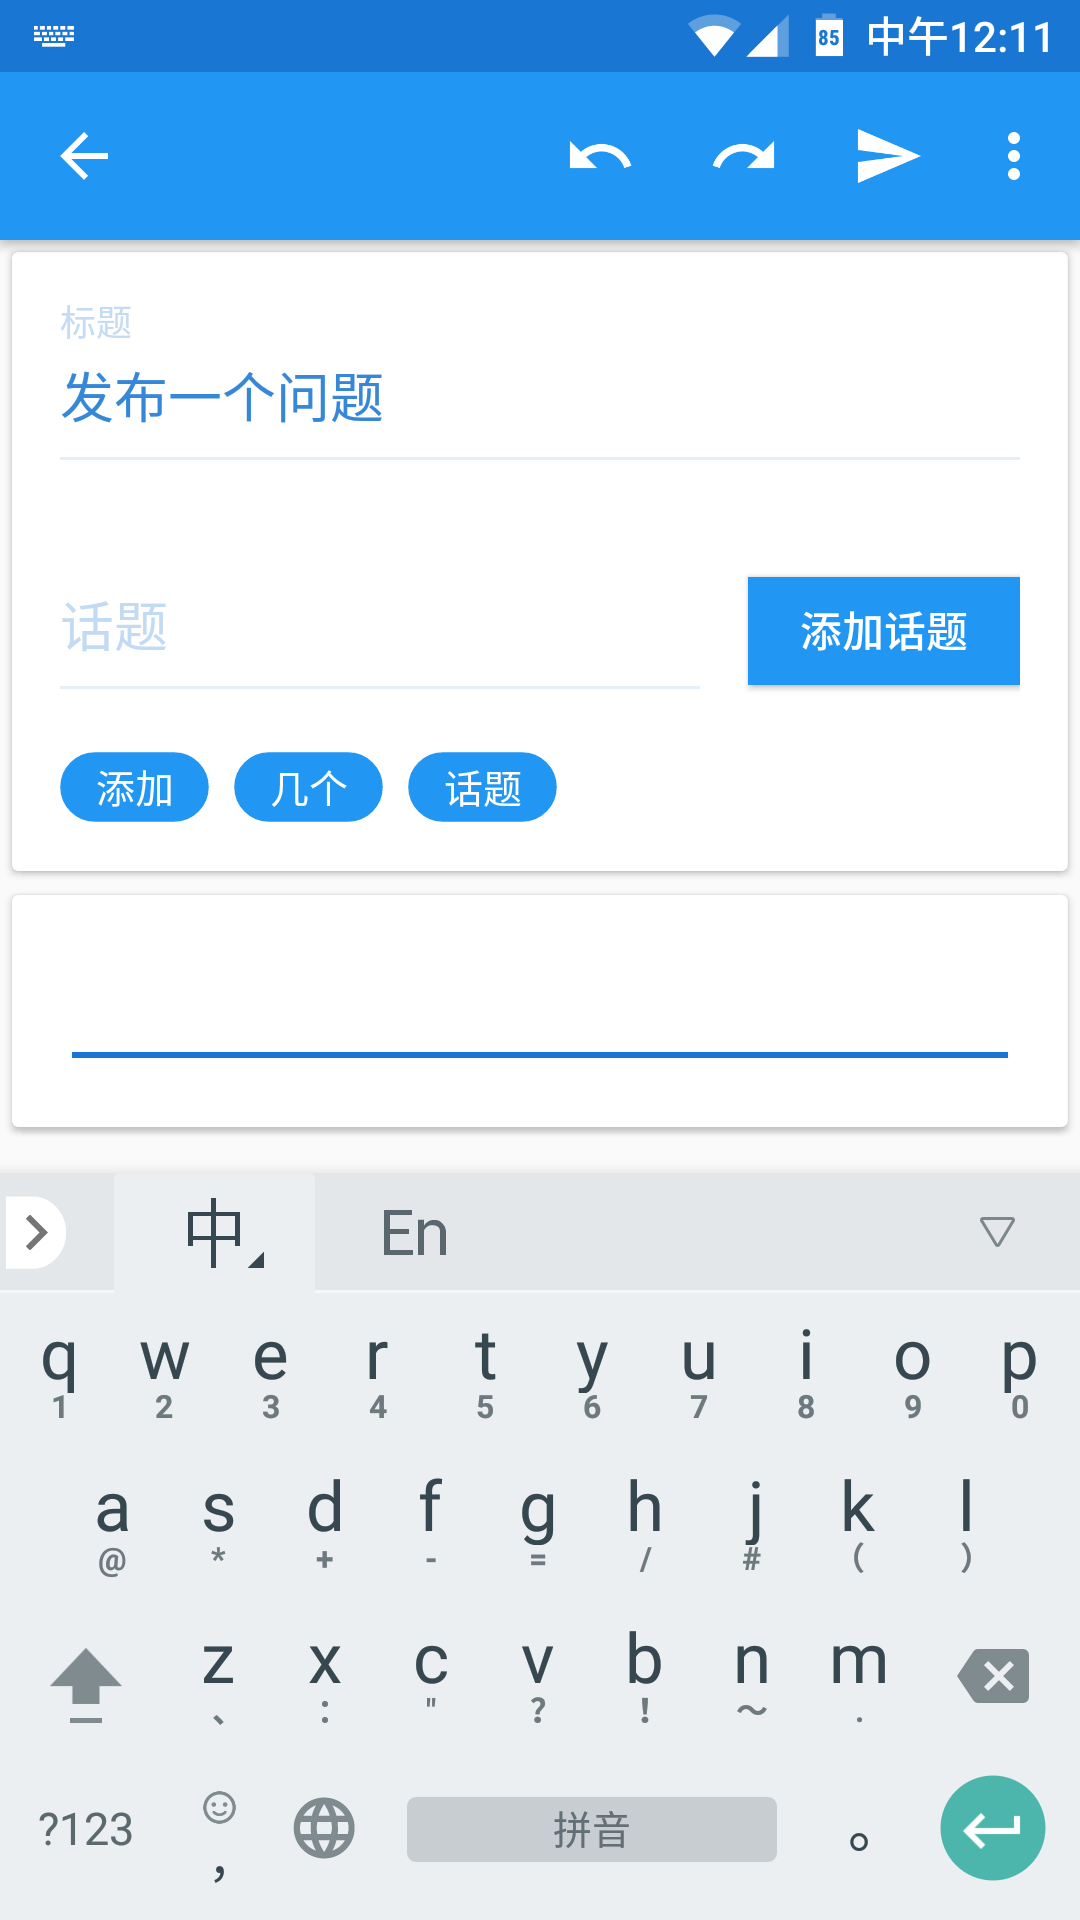 85 中午12:11
标题
发布一个问题
话题 添加话题
添加 几个 话题
中 En
q w e r t y u i o p
1 2 3 4 5 6 7 8 9 0
a s d f g h j k l
@ * + - = / # ( )
z x c v b n m
、 : " ? ! ～ .
?123 ， 拼音 。